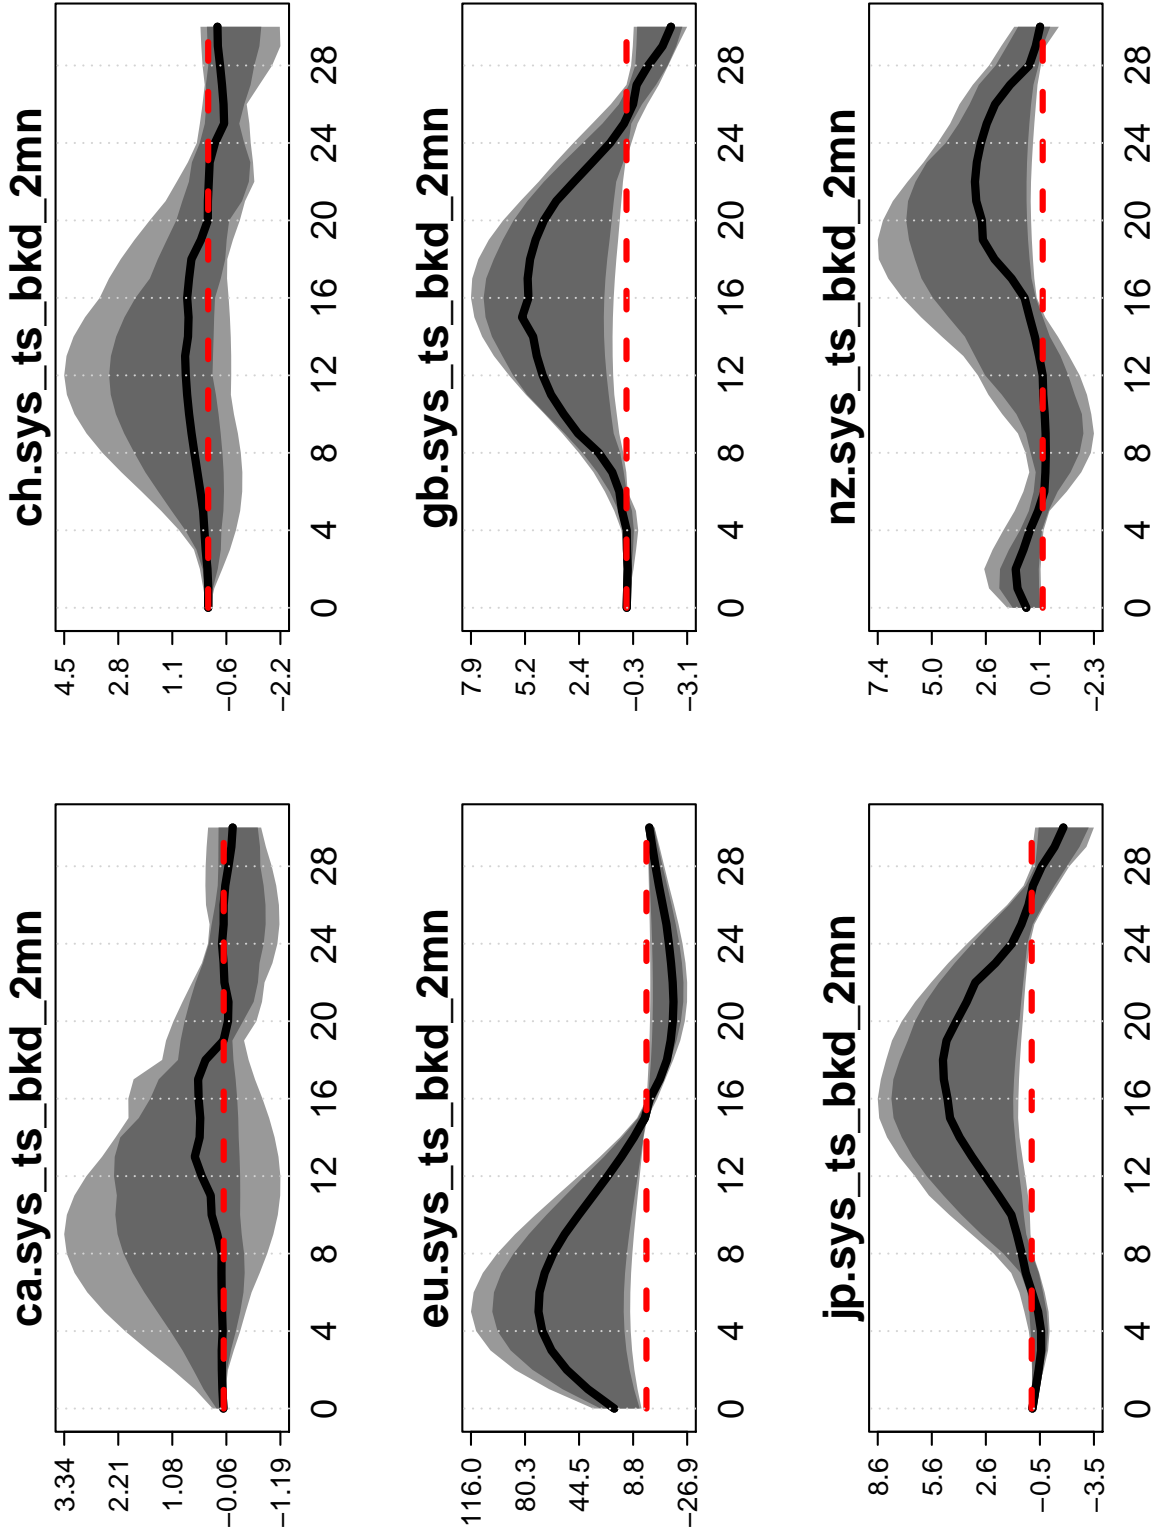 ca.sys_ts_bkd_2mn
3.34
2.21
1.08
−0.06
−1.19
0 4 8 12 16 20 24 28
ch.sys_ts_bkd_2mn
4.5
2.8
1.1
−0.6
−2.2
0 4 8 12 16 20 24 28
eu.sys_ts_bkd_2mn
116.0
80.3
44.5
8.8
−26.9
0 4 8 12 16 20 24 28
gb.sys_ts_bkd_2mn
7.9
5.2
2.4
−0.3
−3.1
0 4 8 12 16 20 24 28
jp.sys_ts_bkd_2mn
8.6
5.6
2.6
−0.5
−3.5
0 4 8 12 16 20 24 28
nz.sys_ts_bkd_2mn
7.4
5.0
2.6
0.1
−2.3
0 4 8 12 16 20 24 28